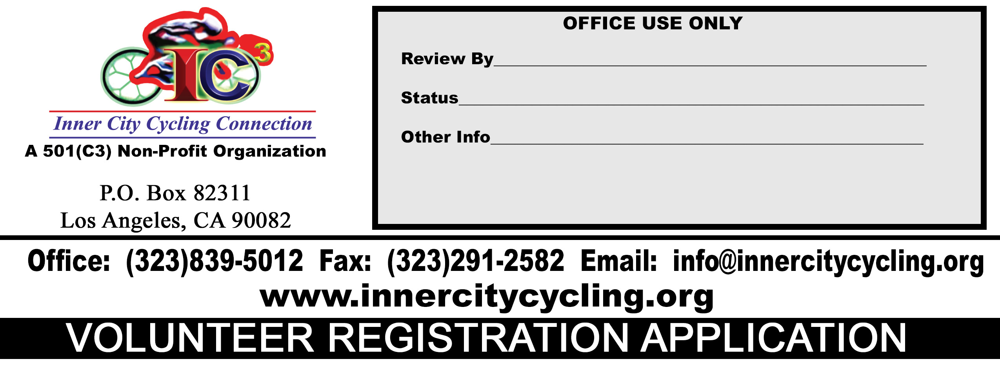 IC3
Inner City Cycling Connection
A 501(C3) Non-Profit Organization
P.O. Box 82311
Los Angeles, CA 90082
OFFICE USE ONLY
Review By
Status
Other Info
Office: (323)839-5012 Fax: (323)291-2582 Email: info@innercitycycling.org
www.innercitycycling.org
VOLUNTEER REGISTRATION APPLICATION